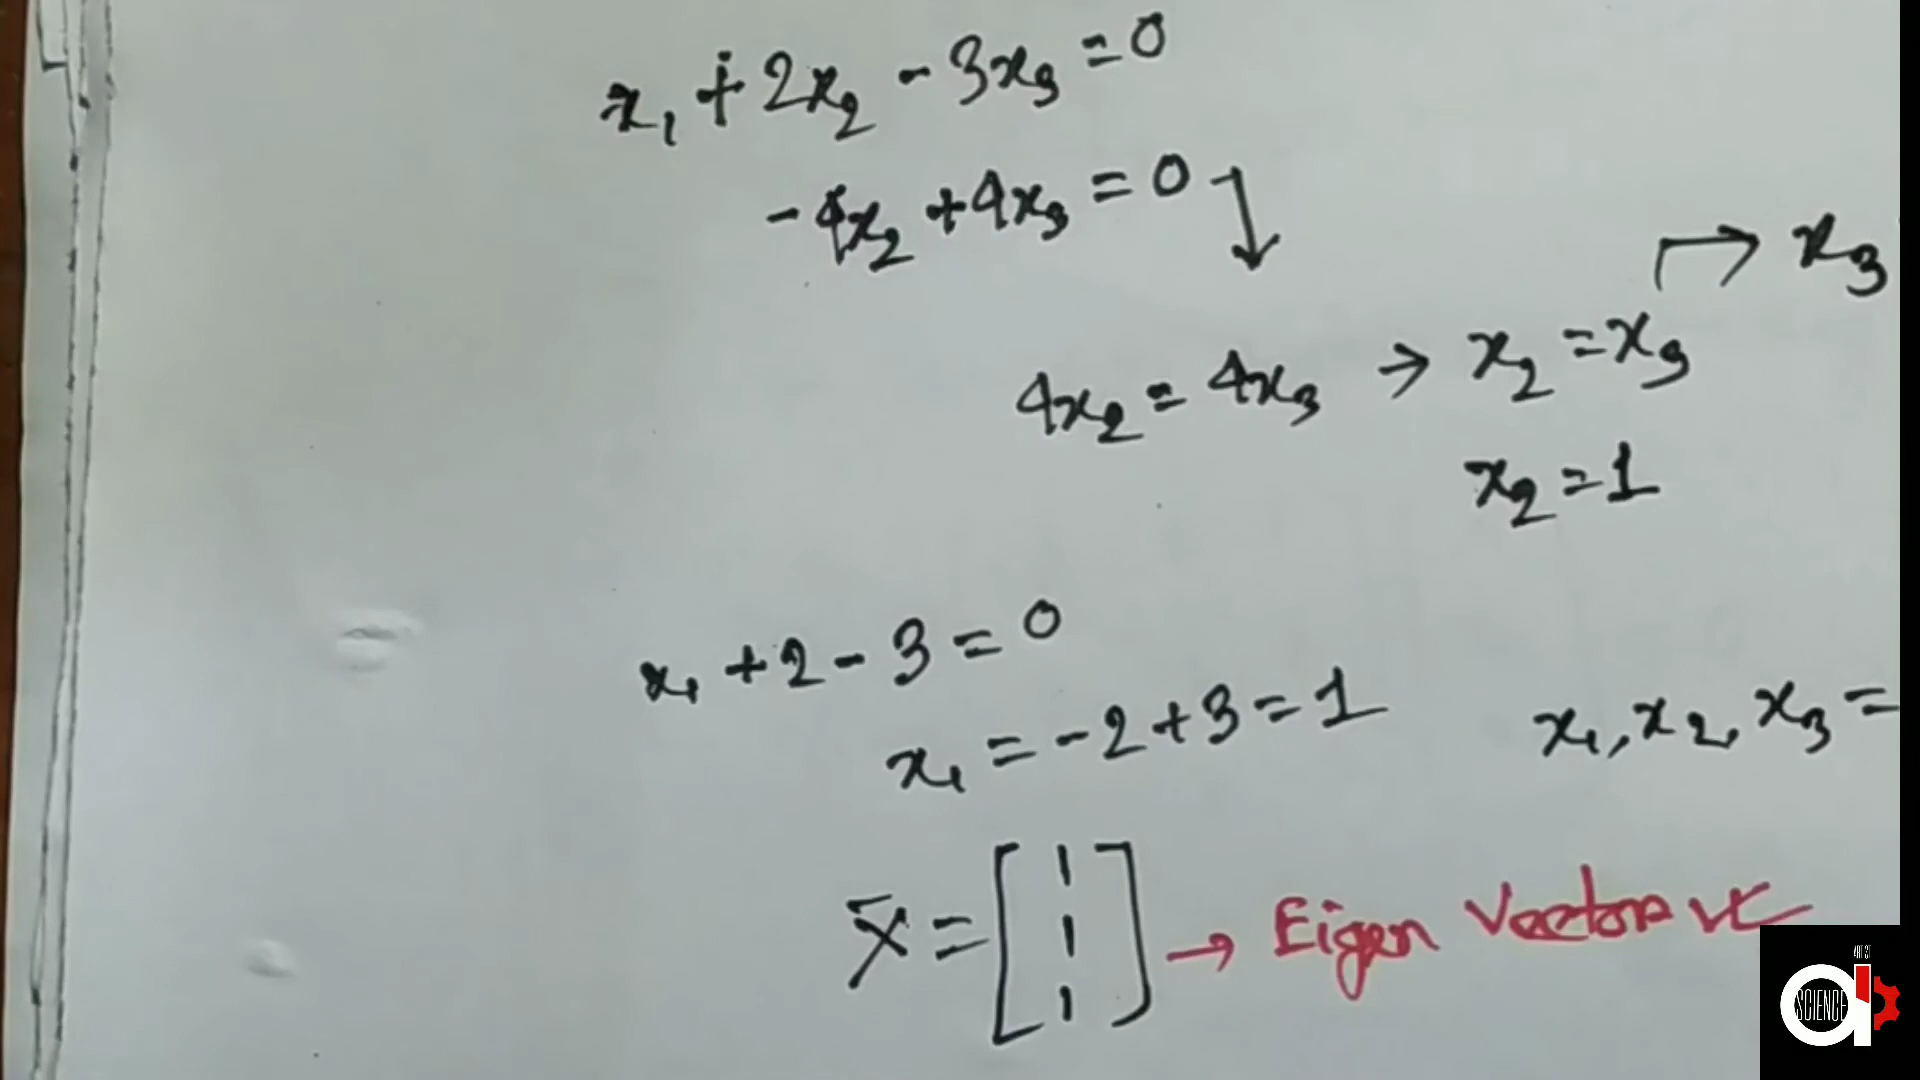 x₁ + 2x₂ - 3x₃ = 0
-4x₂ + 4x₃ = 0
x₃
4x₂ = 4x₃ → x₂ = x₃
x₂ = 1
x₁ + 2 - 3 = 0
x₁ = -2 + 3 = 1
x₁, x₂, x₃ =
x̄ = [1 1 1] → Eigen Vector
SCIENCE